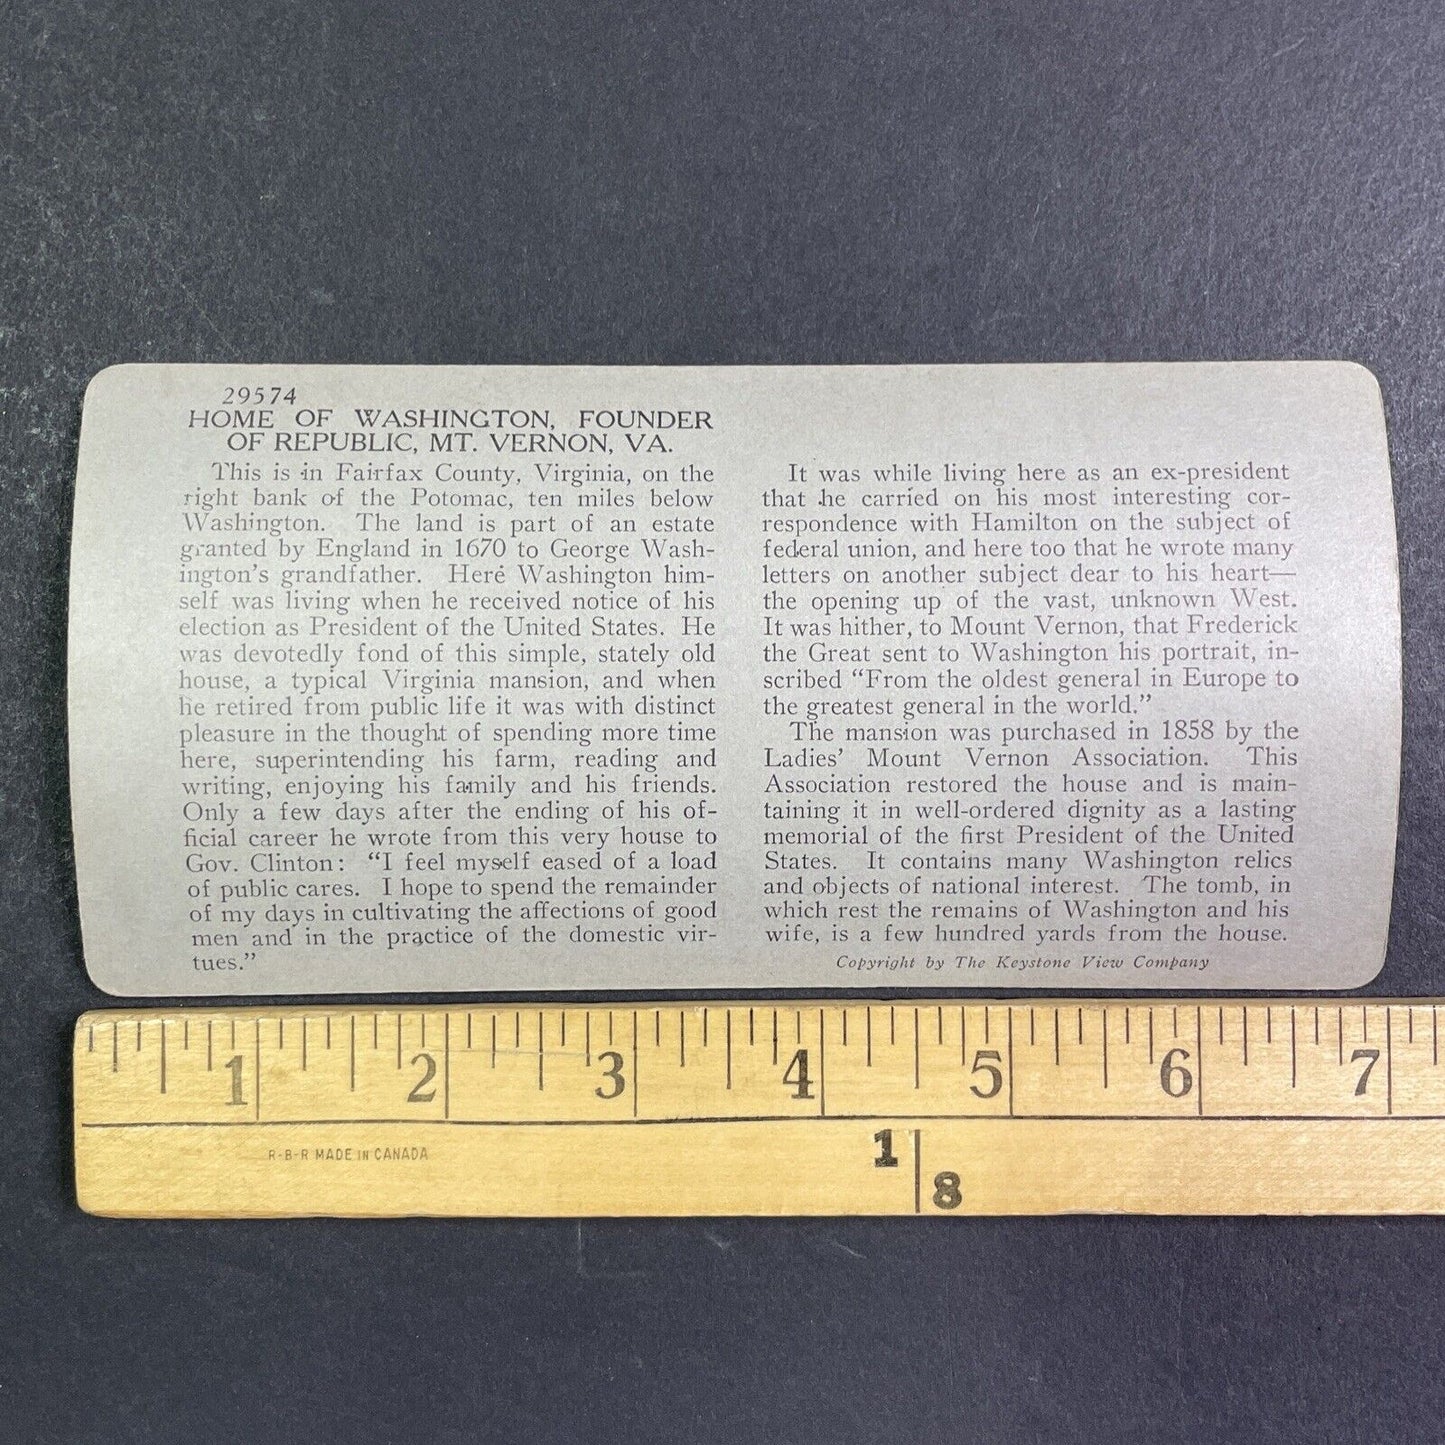 29574
HOME OF WASHINGTON, FOUNDER
OF REPUBLIC, MT. VERNON, VA.
This is in Fairfax County, Virginia, on the
right bank of the Potomac, ten miles below
Washington. The land is part of an estate
granted by England in 1670 to George Wash-
ington's grandfather. Here Washington him-
self was living when he received notice of his
election as President of the United States. He
was devotedly fond of this simple, stately old
house, a typical Virginia mansion, and when
he retired from public life it was with distinct
pleasure in the thought of spending more time
here, superintending his farm, reading and
writing, enjoying his family and his friends.
Only a few days after the ending of his of-
ficial career he wrote from this very house to
Gov. Clinton: "I feel myself eased of a load
of public cares. I hope to spend the remainder
of my days in cultivating the affections of good
men and in the practice of the domestic vir-
tues."
It was while living here as an ex-president
that he carried on his most interesting cor-
respondence with Hamilton on the subject of
federal union, and here too that he wrote many
letters on another subject dear to his heart—
the opening up of the vast, unknown West.
It was hither, to Mount Vernon, that Frederick
the Great sent to Washington his portrait, in-
scribed "From the oldest general in Europe to
the greatest general in the world."
The mansion was purchased in 1858 by the
Ladies' Mount Vernon Association. This
Association restored the house and is main-
taining it in well-ordered dignity as a lasting
memorial of the first President of the United
States. It contains many Washington relics
and objects of national interest. The tomb, in
which rest the remains of Washington and his
wife, is a few hundred yards from the house.
Copyright by The Keystone View Company
1 2 3 4 5 6 7
R-B-R MADE IN CANADA
1
8